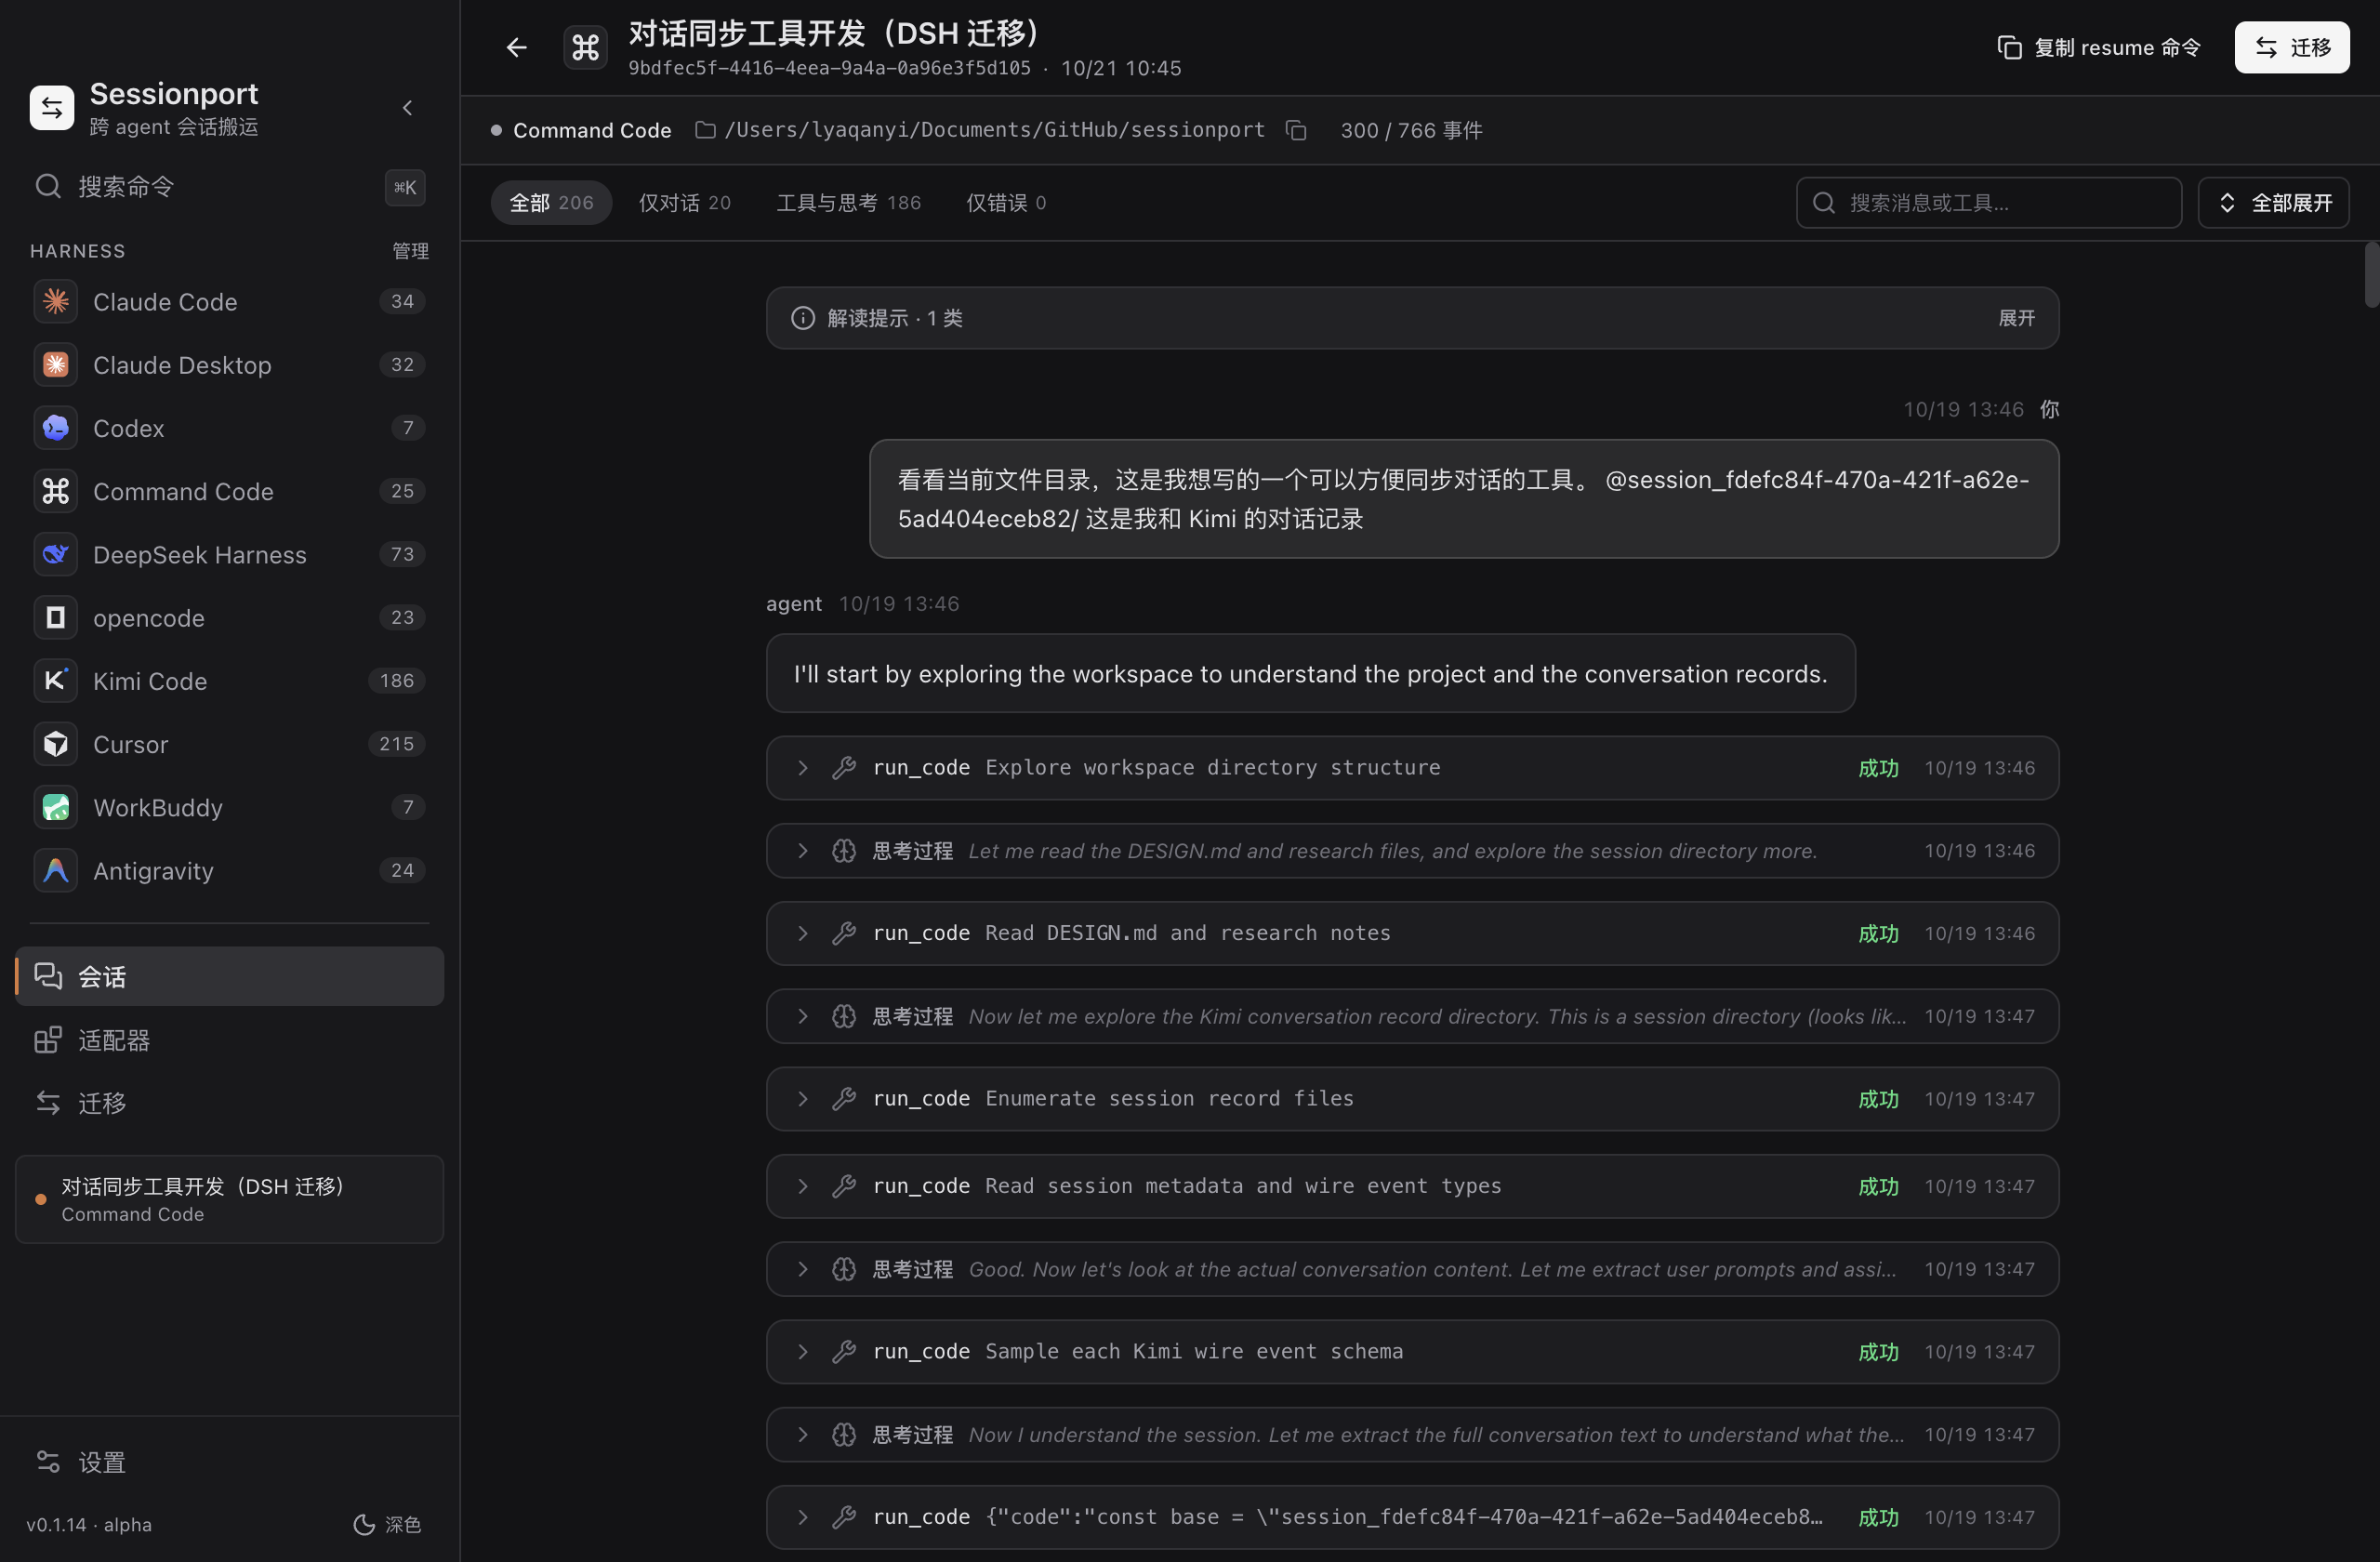 Sessionport
跨 agent 会话搬运
搜索命令
⌘K
HARNESS
管理
Claude Code
34
Claude Desktop
32
Codex
7
Command Code
25
DeepSeek Harness
73
opencode
23
Kimi Code
186
Cursor
215
WorkBuddy
7
Antigravity
24
会话
适配器
迁移
对话同步工具开发（DSH 迁移）
Command Code
设置
v0.1.14 · alpha
深色
对话同步工具开发（DSH 迁移）
9bdfec5f-4416-4eea-9a4a-0a96e3f5d105 · 10/21 10:45
复制 resume 命令
迁移
Command Code
/Users/lyaqanyi/Documents/GitHub/sessionport
300 / 766 事件
全部 206
仅对话 20
工具与思考 186
仅错误 0
搜索消息或工具...
全部展开
解读提示 · 1 类
展开
10/19 13:46 你
看看当前文件目录，这是我想写的一个可以方便同步对话的工具。 @session_fdefc84f-470a-421f-a62e-
5ad404eceb82/ 这是我和 Kimi 的对话记录
agent 10/19 13:46
I'll start by exploring the workspace to understand the project and the conversation records.
run_code Explore workspace directory structure 成功 10/19 13:46
思考过程 Let me read the DESIGN.md and research files, and explore the session directory more. 10/19 13:46
run_code Read DESIGN.md and research notes 成功 10/19 13:46
思考过程 Now let me explore the Kimi conversation record directory. This is a session directory (looks lik... 10/19 13:47
run_code Enumerate session record files 成功 10/19 13:47
run_code Read session metadata and wire event types 成功 10/19 13:47
思考过程 Good. Now let's look at the actual conversation content. Let me extract user prompts and assi... 10/19 13:47
run_code Sample each Kimi wire event schema 成功 10/19 13:47
思考过程 Now I understand the session. Let me extract the full conversation text to understand what the... 10/19 13:47
run_code {"code":"const base = \"session_fdefc84f-470a-421f-a62e-5ad404eceb8… 成功 10/19 13:47